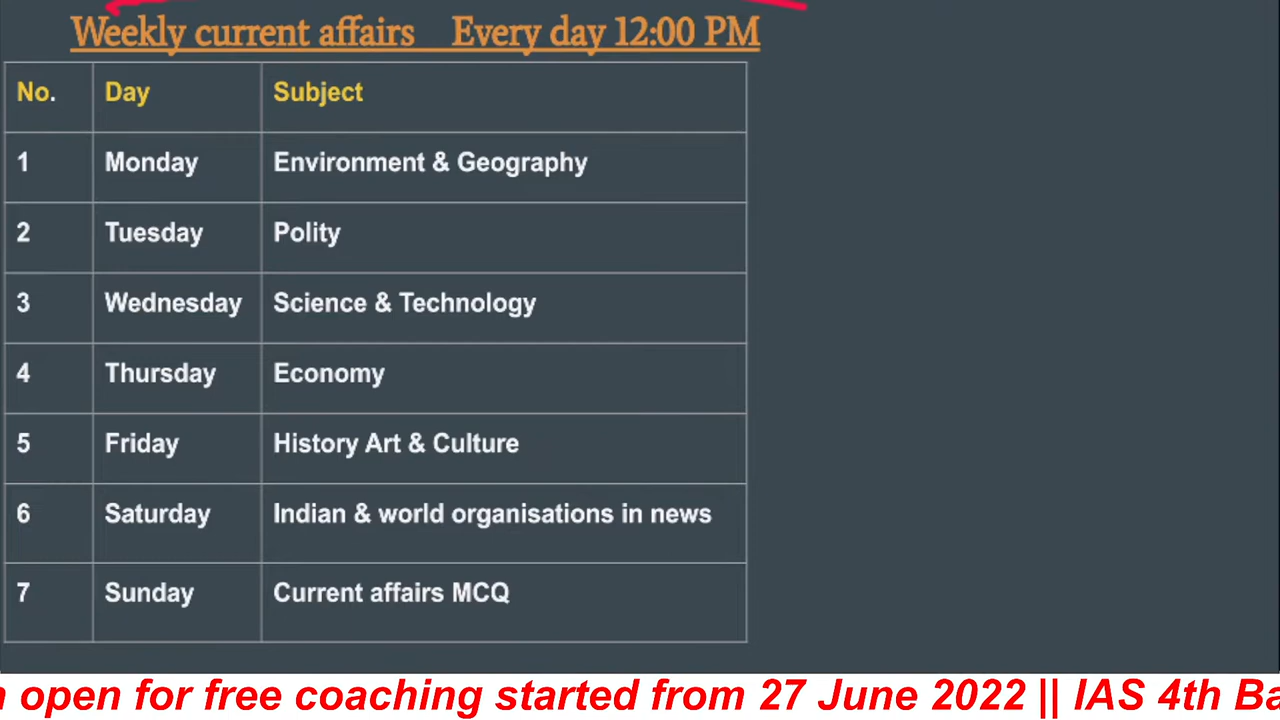 Weekly current affairs Every day 12:00 PM
No. Day Subject
1 Monday Environment & Geography
2 Tuesday Polity
3 Wednesday Science & Technology
4 Thursday Economy
5 Friday History Art & Culture
6 Saturday Indian & world organisations in news
7 Sunday Current affairs MCQ
open for free coaching started from 27 June 2022 || IAS 4th